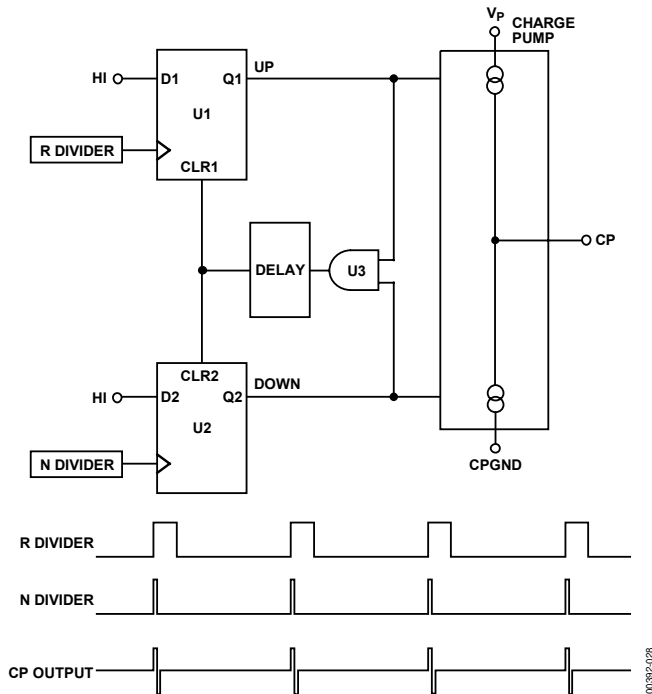 VP
CHARGE
PUMP
UP
HI
D1
Q1
U1
R DIVIDER
CLR1
CP
DELAY
U3
CLR2
DOWN
HI
D2
Q2
U2
N DIVIDER
CPGND
R DIVIDER
N DIVIDER
CP OUTPUT
00392-028